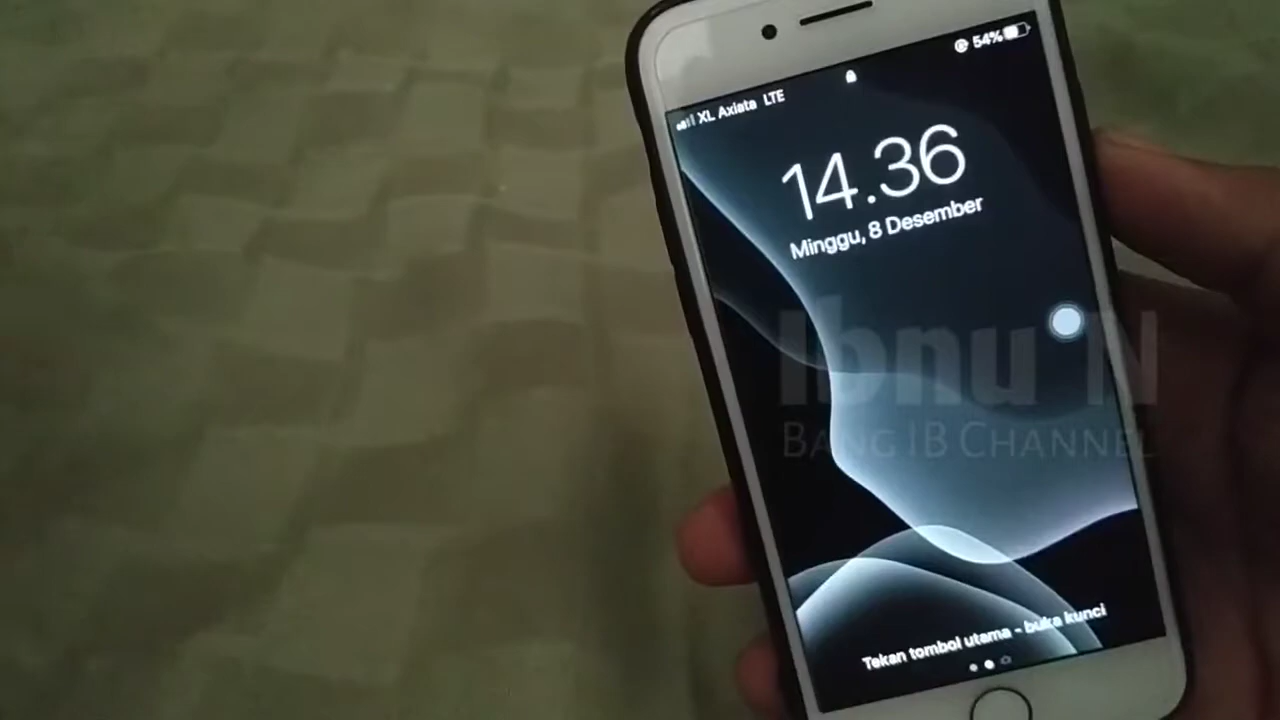 XL Axiata LTE
54%
14.36
Minggu, 8 Desember
Ibnu N
BANG IB CHANNEL
Tekan tombol utama - buka kunci